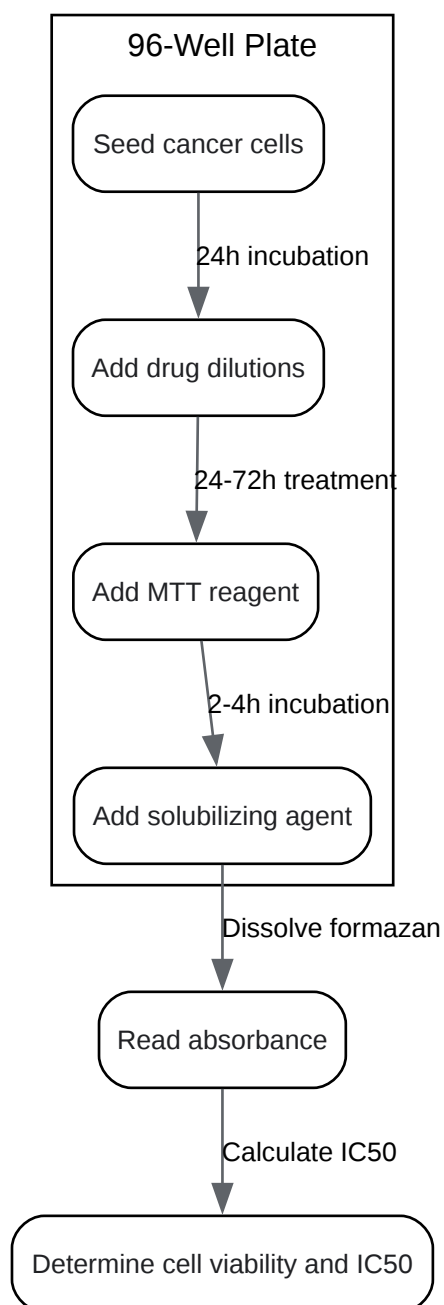 96-Well Plate
Seed cancer cells
24h incubation
Add drug dilutions
24-72h treatment
Add MTT reagent
2-4h incubation
Add solubilizing agent
Dissolve formazan
Read absorbance
Calculate IC50
Determine cell viability and IC50